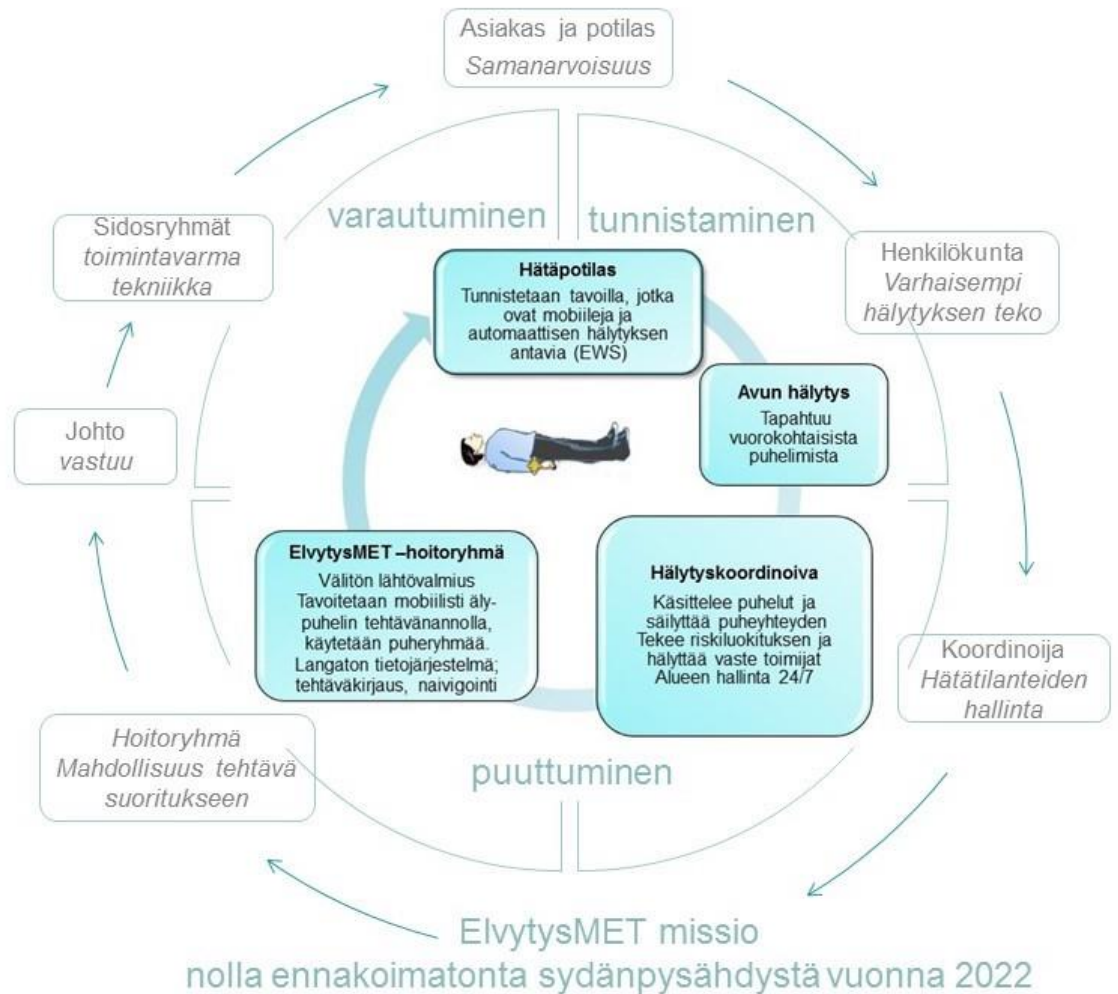 Asiakas ja potilas
Samanarvoisuus
varautuminen
tunnistaminen
Sidosryhmät
toimintavarma
tekniikka
Henkilökunta
Varhaisempi
hälytyksen teko
Hätäpotilas
Tunnistetaan tavoilla, jotka
ovat mobiileja ja
automaattisen hälytyksen
antavia (EWS)
Avun hälytys
Tapahtuu
vuorokohtaisista
puhelimista
Johto
vastuu
ElvytysMET –hoitoryhmä
Välitön lähtövalmius
Tavoitetaan mobiilisti äly-
puhelin tehtävänannolla,
käytetään puheryhmää.
Langaton tietojärjestelmä;
tehtäväkirjaus, naivigointi
Hälytyskoordinoiva
Käsittelee puhelut ja
säilyttää puheyhteyden
Tekee riskiluokituksen ja
hälyttää vaste toimijat
Alueen hallinta 24/7
Koordinoija
Hätätilanteiden
hallinta
Hoitoryhmä
Mahdollisuus tehtävä
suoritukseen
puuttuminen
ElvytysMET missio
nolla ennakoimatonta sydänpysähdystä vuonna 2022